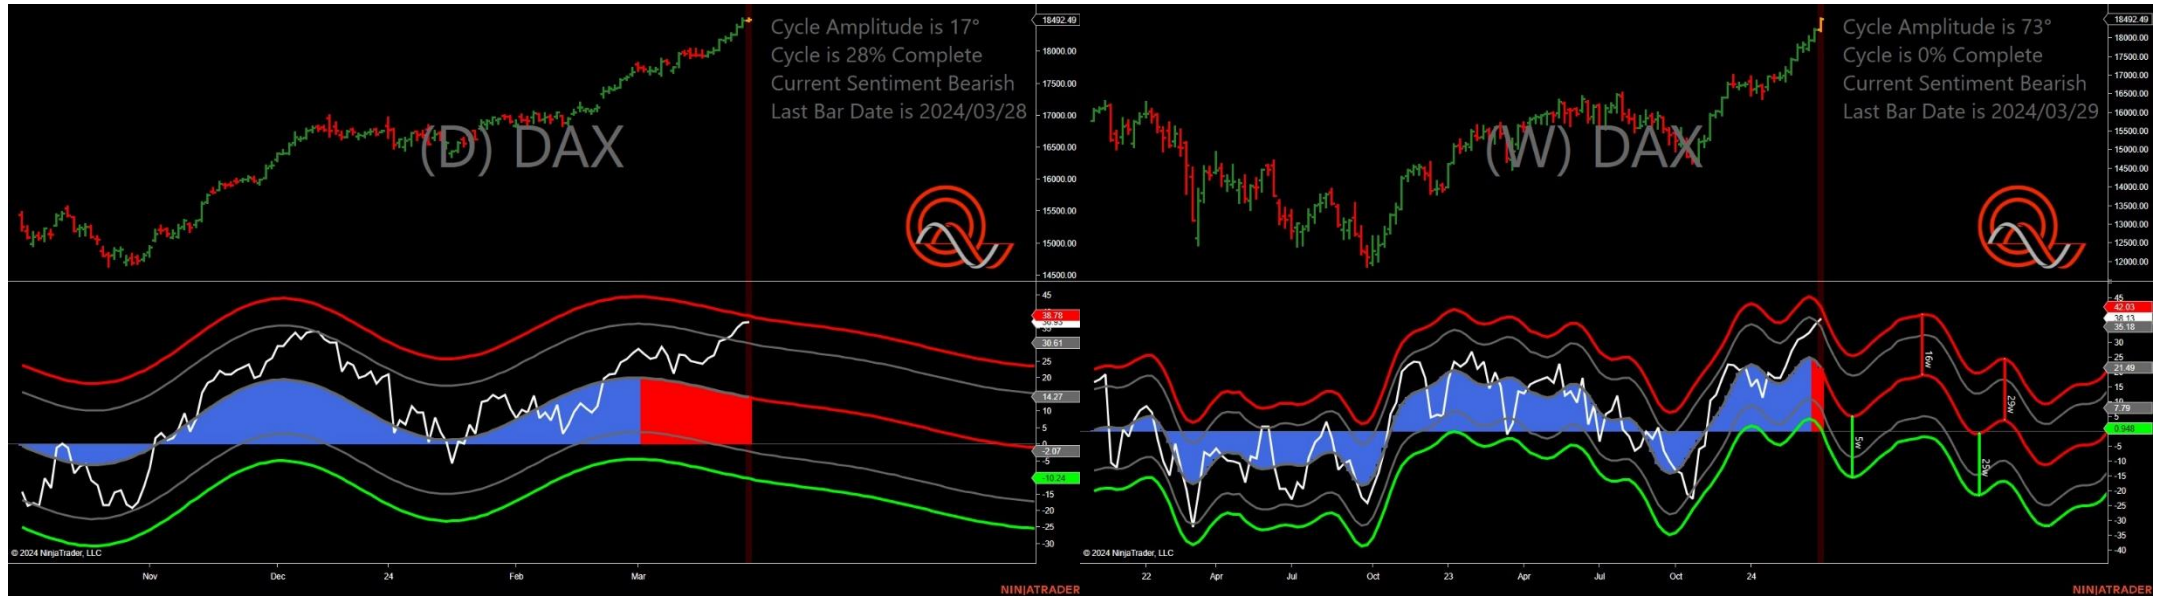 18492.49
Cycle Amplitude is 17°
Cycle is 28% Complete
Current Sentiment Bearish
Last Bar Date is 2024/03/28
(D) DAX
18000.00
17500.00
17000.00
16500.00
16000.00
15500.00
15000.00
14500.00
45
38.78
35
30.61
25
20
14.27
10
5
0
-2.07
-5
-10.24
-15
-20
-25
-30
© 2024 NinjaTrader, LLC
Nov
Dec
24
Feb
Mar
NINJATRADER
18492.49
Cycle Amplitude is 73°
Cycle is 0% Complete
Current Sentiment Bearish
Last Bar Date is 2024/03/29
(W) DAX
18000.00
17000.00
16500.00
16000.00
15500.00
15000.00
14500.00
14000.00
13500.00
13000.00
12500.00
12000.00
45
42.03
38.13
35.18
30
25
21.49
15
10
7.79
5
0.948
-5
-10
-15
-20
-25
-30
-35
-40
16w
29w
5w
25w
© 2024 NinjaTrader, LLC
22
Apr
Jul
Oct
23
Apr
Jul
Oct
24
NINJATRADER